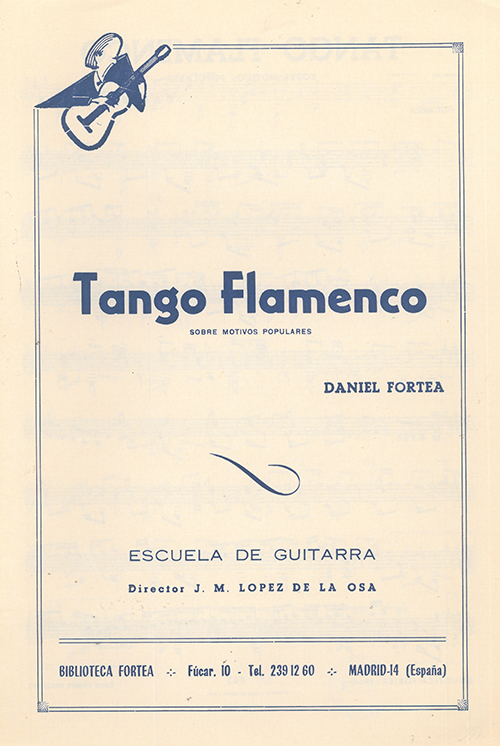 Tango Flamenco
SOBRE MOTIVOS POPULARES
DANIEL FORTEA
ESCUELA DE GUITARRA
Director J. M. LOPEZ DE LA OSA
BIBLIOTECA FORTEA -:- Fúcar, 10 - Tel. 239 12 60 -:- MADRID-14 (España)